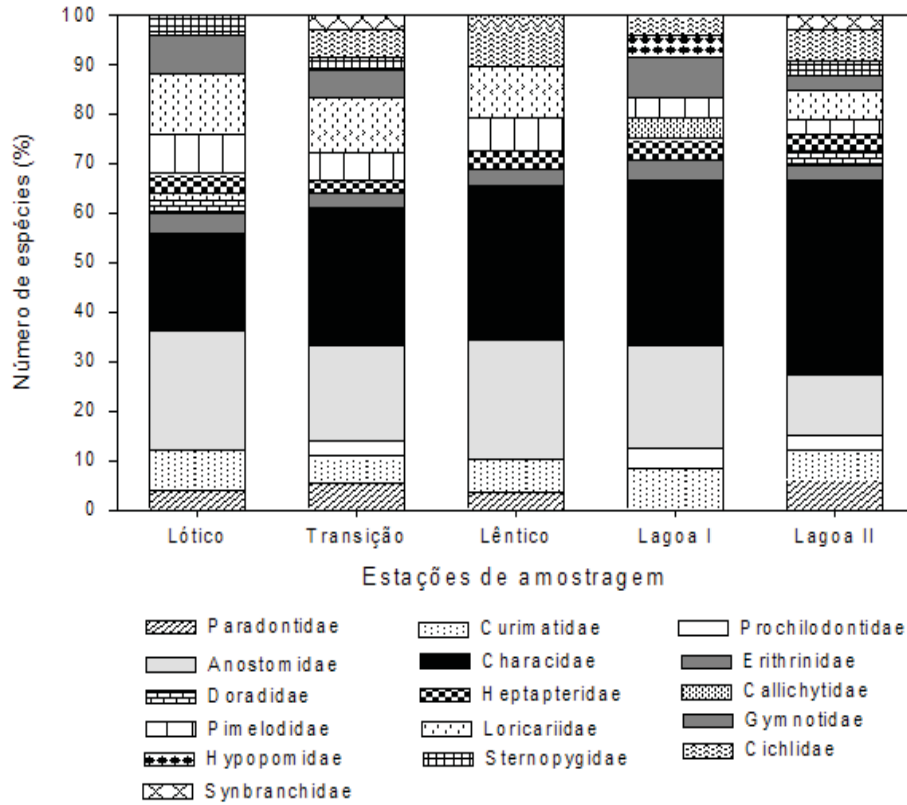 Número de espécies (%)
100
90
80
70
60
50
40
30
20
10
0
Lótico Transição Lêntico Lagoa I Lagoa II
Estações de amostragem
Paradontidae Curimatidae Prochilodontidae
Anostomidae Characidae Erithrinidae
Doradidae Heptapteridae Callichytidae
Pimelodidae Loricariidae Gymnotidae
Hypopomidae Sternopygidae Cichlidae
Synbranchidae